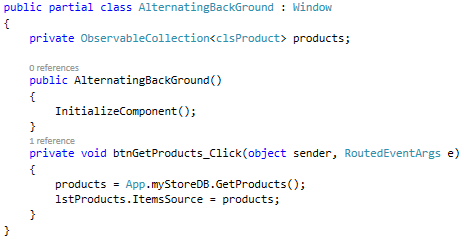 public partial class AlternatingBackGround : Window
{
    private ObservableCollection<clsProduct> products;
    0 references
    public AlternatingBackGround()
    {
        InitializeComponent();
    }
    1 reference
    private void btnGetProducts_Click(object sender, RoutedEventArgs e)
    {
        products = App.myStoreDB.GetProducts();
        lstProducts.ItemsSource = products;
    }
}